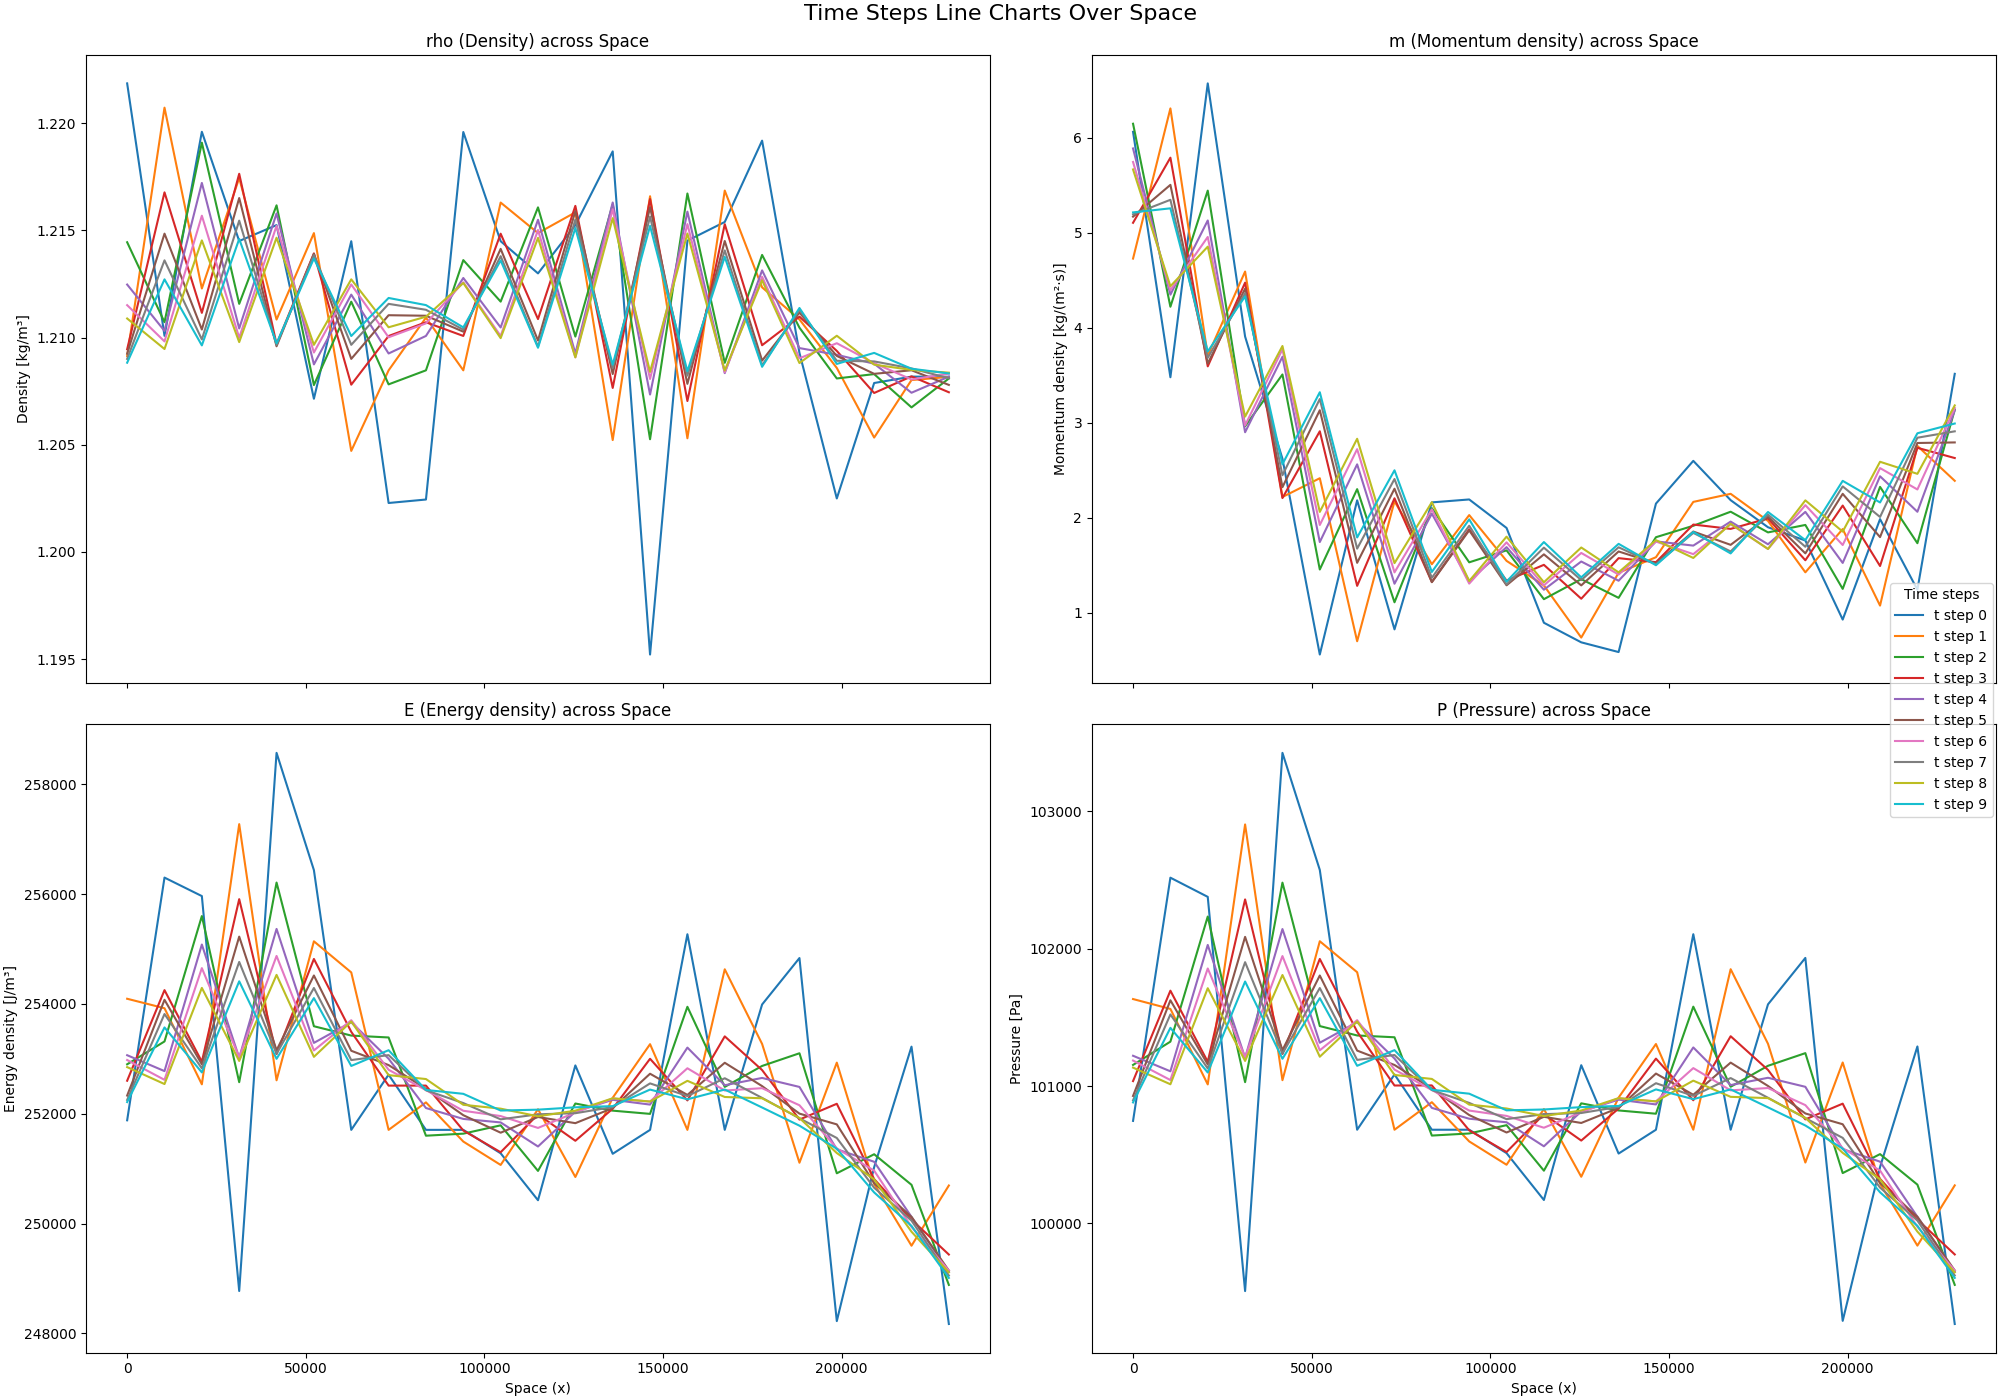 Time Steps Line Charts Over Space
rho (Density) across Space
Density [kg/m³]
1.220
1.215
1.210
1.205
1.200
1.195
m (Momentum density) across Space
Momentum density [kg/(m²·s)]
6
5
4
3
2
1
E (Energy density) across Space
Energy density [J/m³]
258000
256000
254000
252000
250000
248000
0
50000
100000
150000
200000
Space (x)
P (Pressure) across Space
Pressure [Pa]
103000
102000
101000
100000
0
50000
100000
150000
200000
Space (x)
Time steps
t step 0
t step 1
t step 2
t step 3
t step 4
t step 5
t step 6
t step 7
t step 8
t step 9